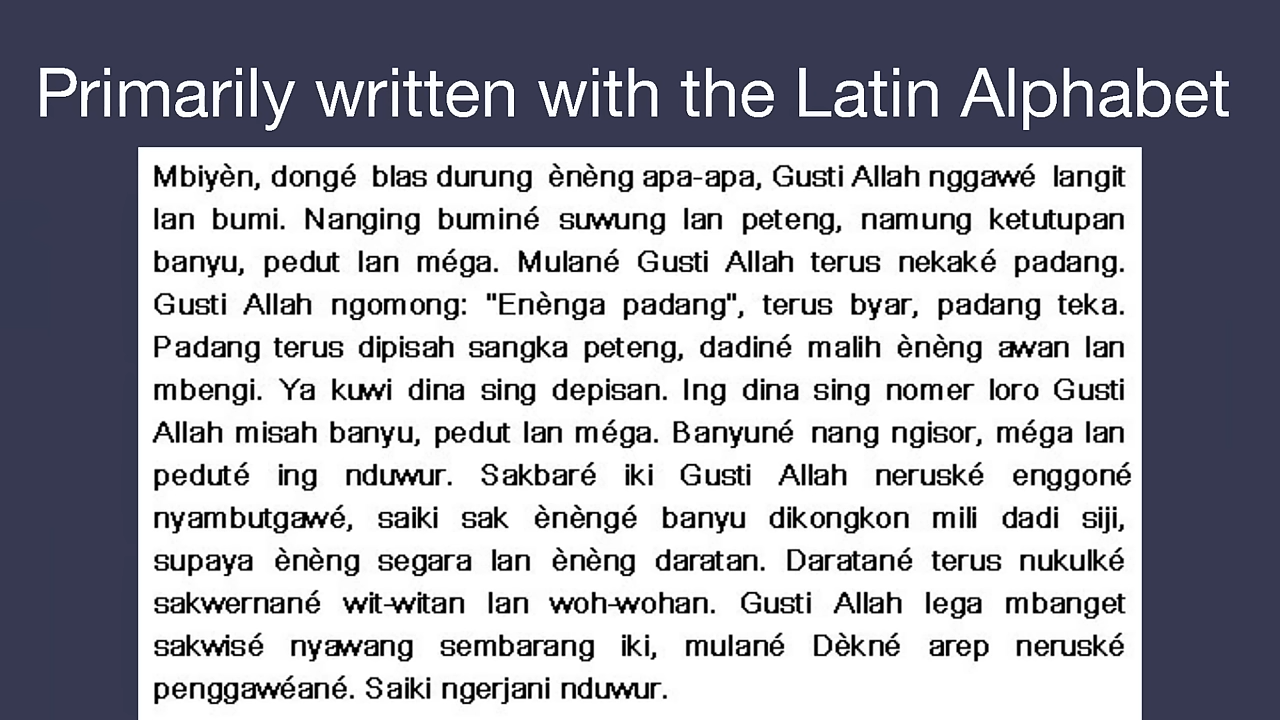 Primarily written with the Latin Alphabet
Mbiyèn, dongé blas durung ènèng apa-apa, Gusti Allah nggawé langit
lan bumi. Nanging buminé suwung lan peteng, namung ketutupan
banyu, pedut lan méga. Mulané Gusti Allah terus nekaké padang.
Gusti Allah ngomong: "Enènga padang", terus byar, padang teka.
Padang terus dipisah sangka peteng, dadiné malih ènèng awan lan
mbengi. Ya kuwi dina sing depisan. Ing dina sing nomer loro Gusti
Allah misah banyu, pedut lan méga. Banyuné nang ngisor, méga lan
peduté ing nduwur. Sakbaré iki Gusti Allah neruské enggoné
nyambutgawé, saiki sak ènèngé banyu dikongkon mili dadi siji,
supaya ènèng segara lan ènèng daratan. Daratané terus nukulké
sakwernané wit-witan lan woh-wohan. Gusti Allah lega mbanget
sakwisé nyawang sembarang iki, mulané Dèkné arep neruské
penggawéané. Saiki ngerjani nduwur.